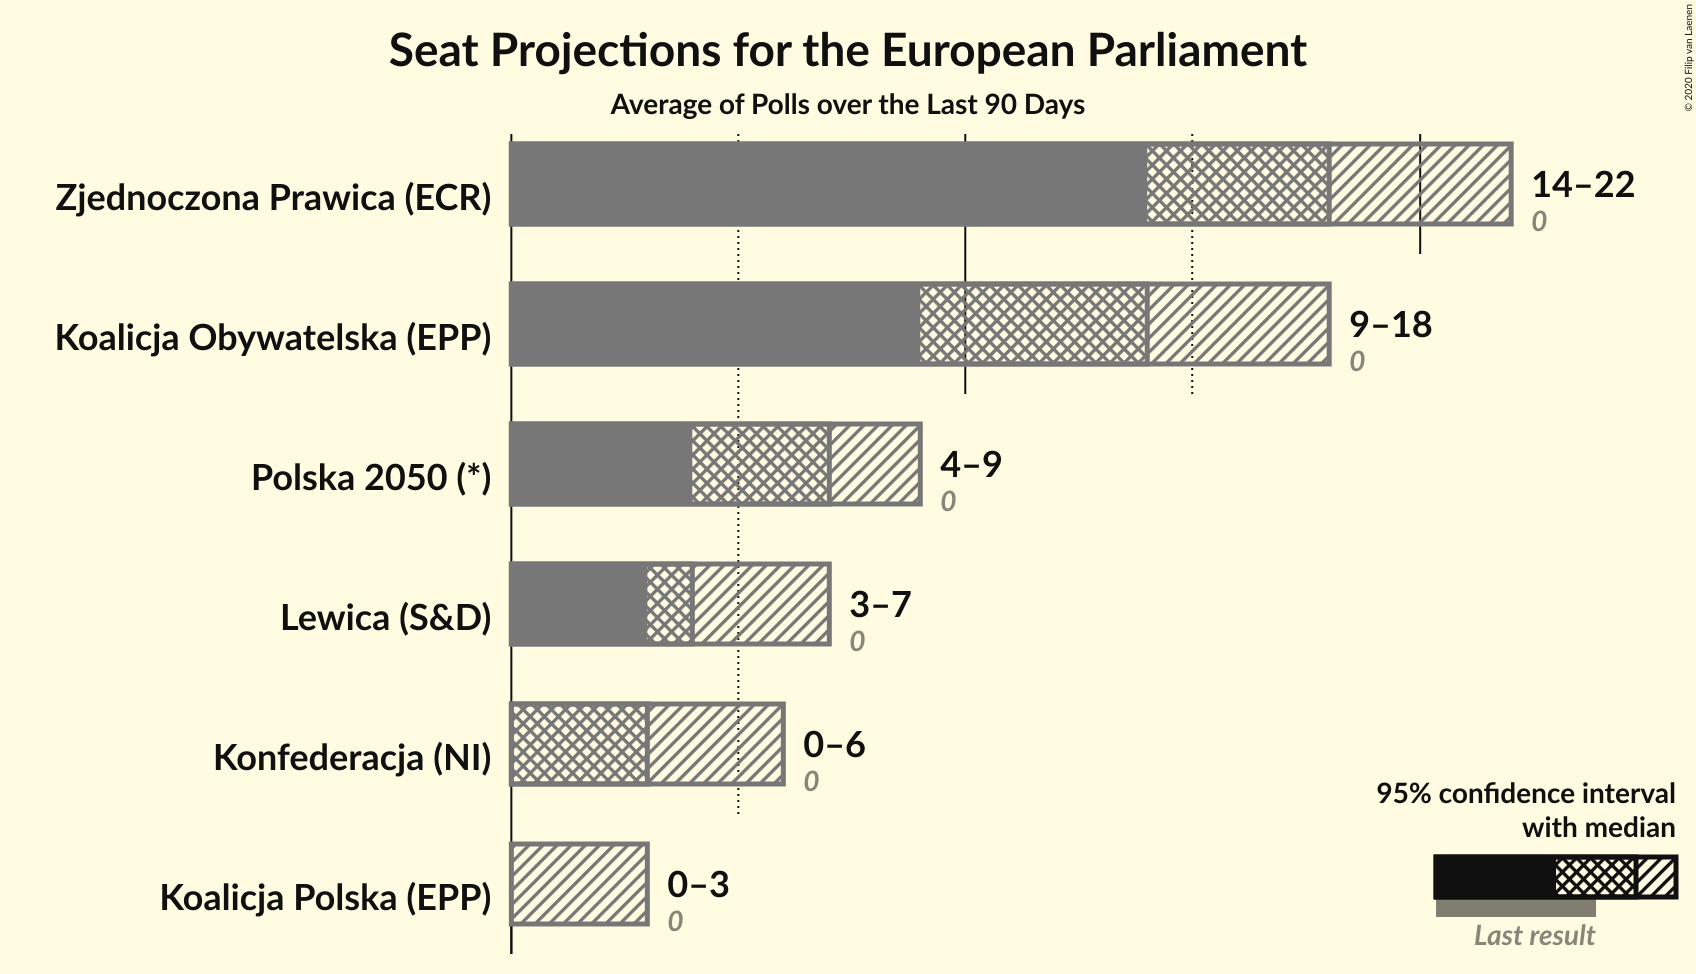 Seat Projections for the European Parliament
Average of Polls over the Last 90 Days
© 2020 Filip van Laenen
Zjednoczona Prawica (ECR)
14–22
0
Koalicja Obywatelska (EPP)
9–18
0
Polska 2050 (*)
4–9
0
Lewica (S&D)
3–7
0
Konfederacja (NI)
0–6
0
Koalicja Polska (EPP)
0–3
0
95% confidence interval
with median
Last result